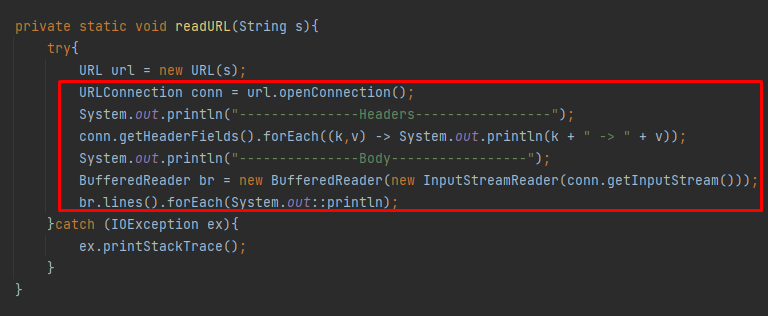 private static void readURL(String s){
try{
URL url = new URL(s);
URLConnection conn = url.openConnection();
System.out.println("---------------Headers-----------------");
conn.getHeaderFields().forEach((k,v) -> System.out.println(k + " -> " + v));
System.out.println("---------------Body-----------------");
BufferedReader br = new BufferedReader(new InputStreamReader(conn.getInputStream()));
br.lines().forEach(System.out::println);
}catch (IOException ex){
ex.printStackTrace();
}
}